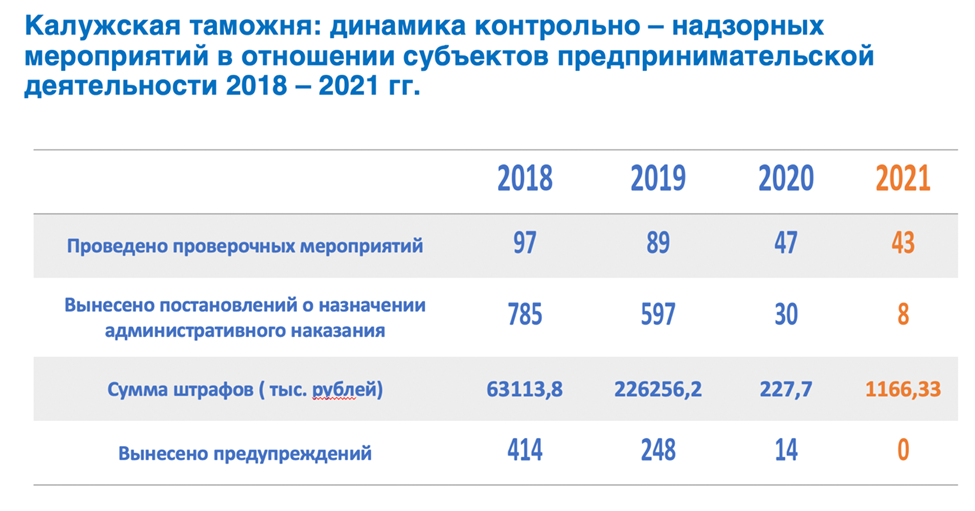 Калужская таможня: динамика контрольно – надзорных
мероприятий в отношении субъектов предпринимательской
деятельности 2018 – 2021 гг.
2018 2019 2020 2021
Проведено проверочных мероприятий 97 89 47 43
Вынесено постановлений о назначении
административного наказания 785 597 30 8
Сумма штрафов ( тыс. рублей) 63113,8 226256,2 227,7 1166,33
Вынесено предупреждений 414 248 14 0